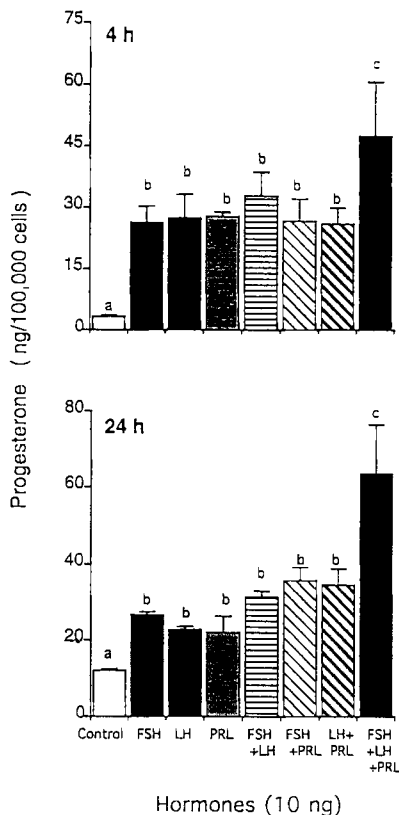 75
4 h
c
60
45
b
b
b
b
b
b
30
15
a
0
Progesterone ( ng/100,000 cells)
80
24 h
c
60
40
b
b
b
b
b
b
20
a
0
Control FSH LH PRL FSH FSH LH+ FSH
+LH +PRL PRL +LH
+PRL
Hormones (10 ng)